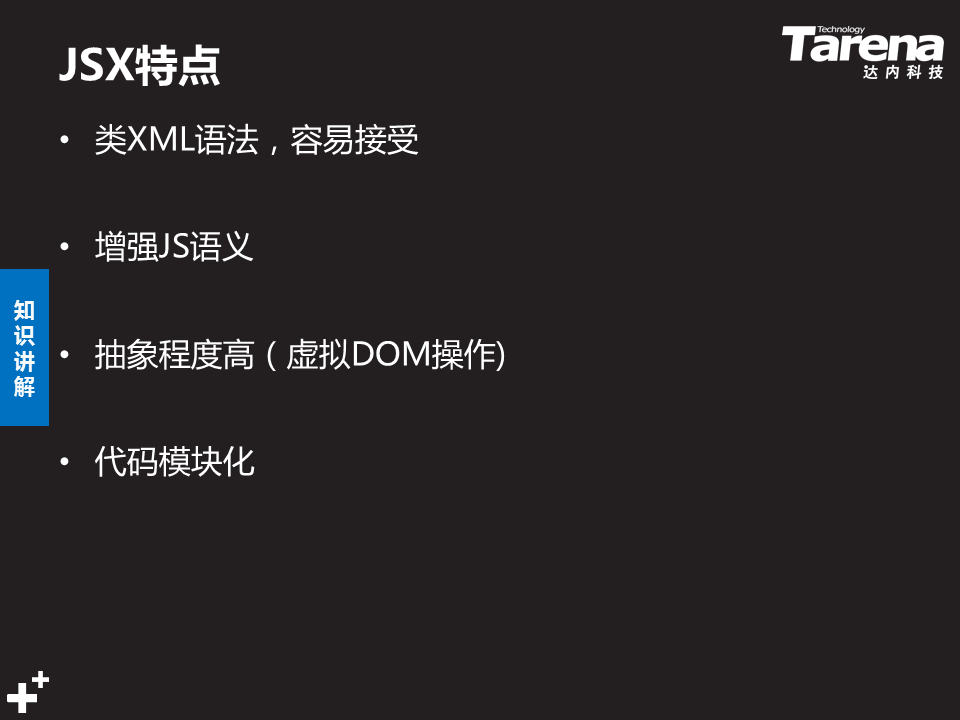 JSX特点
Technology
Tarena
达内科技
• 类XML语法，容易接受
• 增强JS语义
• 抽象程度高（虚拟DOM操作)
• 代码模块化
知
识
讲
解